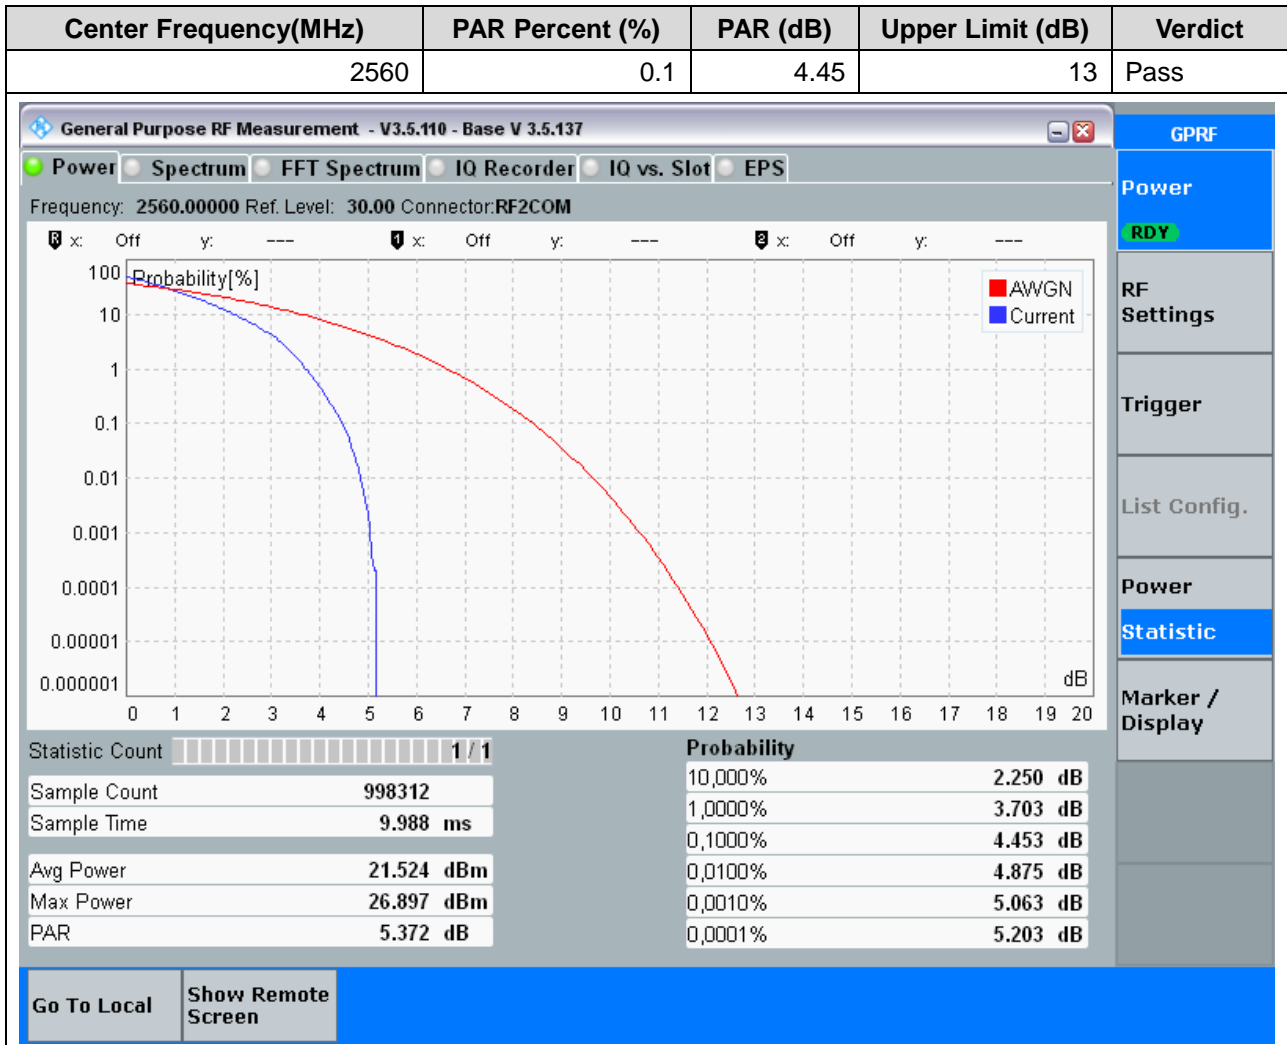 Center Frequency(MHz) PAR Percent (%) PAR (dB) Upper Limit (dB) Verdict
2560 0.1 4.45 13 Pass
General Purpose RF Measurement - V3.5.110 - Base V 3.5.137
GPRF
Power Spectrum FFT Spectrum IQ Recorder IQ vs. Slot EPS
Power
RDY
Frequency: 2560.00000 Ref. Level: 30.00 Connector:RF2COM
R x: Off y: --- 1 x: Off y: --- 2 x: Off y: ---
Probability[%]
AWGN
Current
100
10
1
0.1
0.01
0.001
0.0001
0.00001
0.000001
dB
0 1 2 3 4 5 6 7 8 9 10 11 12 13 14 15 16 17 18 19 20
RF
Settings
Trigger
List Config.
Power
Statistic
Marker /
Display
Statistic Count 1 / 1
Sample Count 998312
Sample Time 9.988 ms
Avg Power 21.524 dBm
Max Power 26.897 dBm
PAR 5.372 dB
Probability
10,000% 2.250 dB
1,0000% 3.703 dB
0,1000% 4.453 dB
0,0100% 4.875 dB
0,0010% 5.063 dB
0,0001% 5.203 dB
Go To Local
Show Remote
Screen